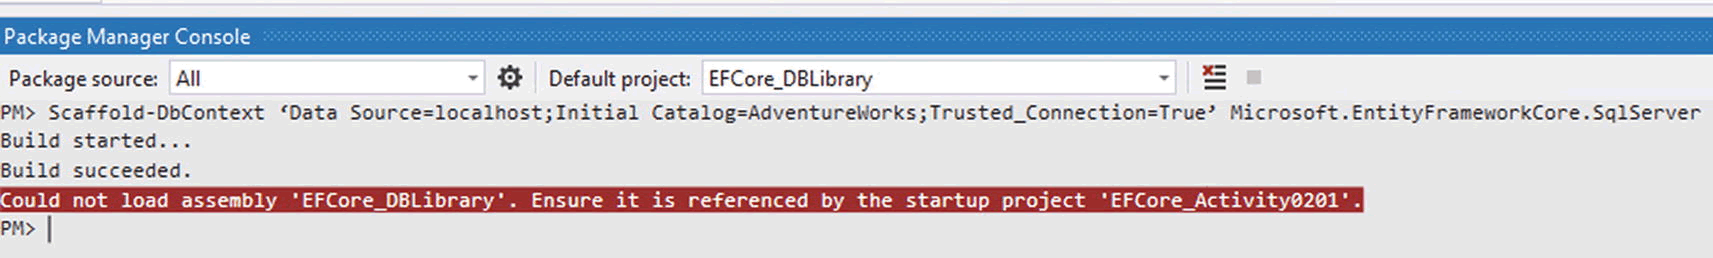 Package Manager Console
Package source: All Default project: EFCore_DBLibrary
PM> Scaffold-DbContext ‘Data Source=localhost;Initial Catalog=AdventureWorks;Trusted_Connection=True’ Microsoft.EntityFrameworkCore.SqlServer
Build started...
Build succeeded.
Could not load assembly 'EFCore_DBLibrary'. Ensure it is referenced by the startup project 'EFCore_Activity0201'.
PM>